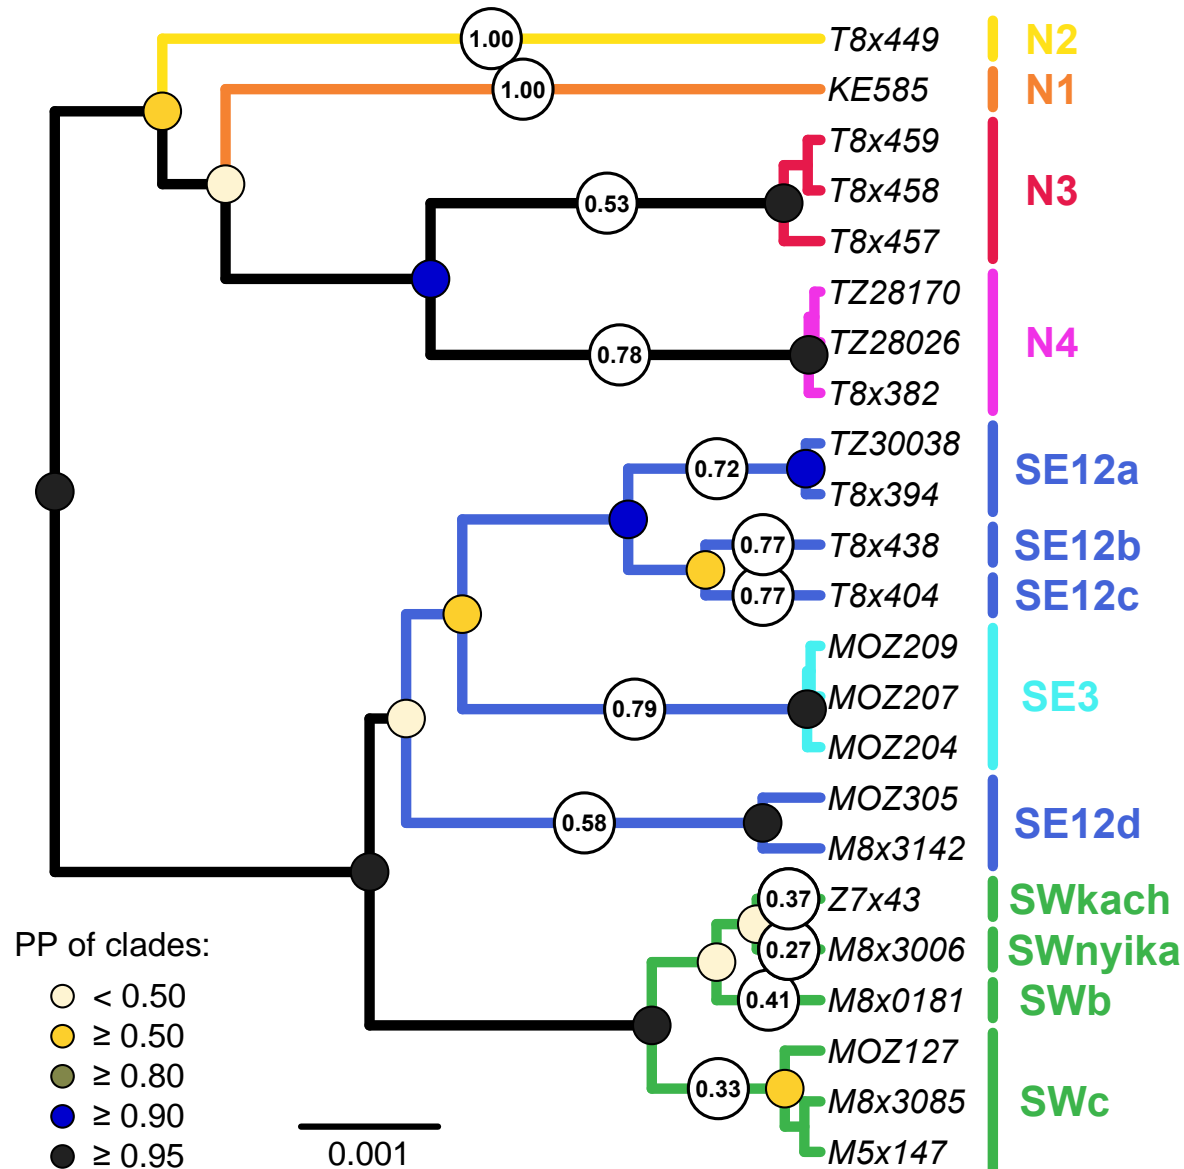 1.00 T8x449 N2
1.00 KE585 N1
T8x459
0.53 T8x458 N3
T8x457
TZ28170
0.78 TZ28026 N4
T8x382
TZ30038
0.72 SE12a
T8x394
0.77 T8x438 SE12b
0.77 T8x404 SE12c
MOZ209
0.79 MOZ207 SE3
MOZ204
MOZ305
0.58 SE12d
M8x3142
0.37 Z7x43 SWkach
0.27 M8x3006 SWnyika
0.41 M8x0181 SWb
MOZ127
0.33 M8x3085 SWc
M5x147
PP of clades:
< 0.50
≥ 0.50
≥ 0.80
≥ 0.90
≥ 0.95
0.001